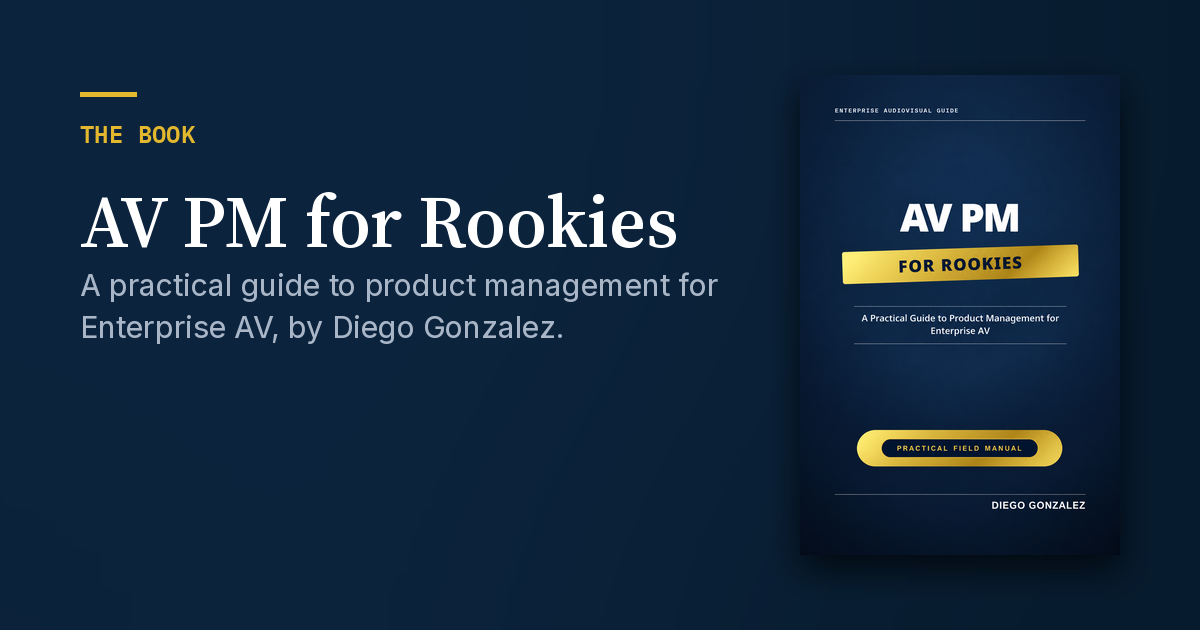 THE BOOK
AV PM for Rookies
A practical guide to product management for
Enterprise AV, by Diego Gonzalez.
ENTERPRISE AUDIOVISUAL GUIDE
AV PM
FOR ROOKIES
A Practical Guide to Product Management for
Enterprise AV
PRACTICAL FIELD MANUAL
DIEGO GONZALEZ